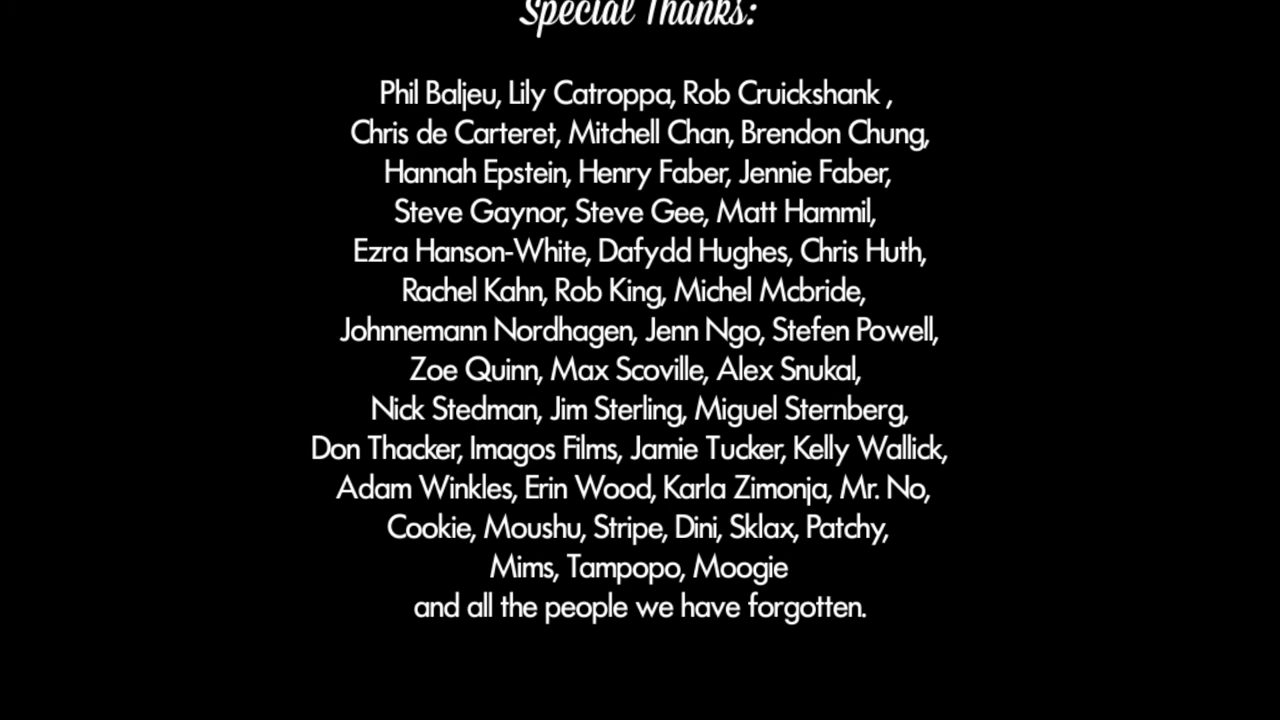 Special Thanks:
Phil Baljeu, Lily Catroppa, Rob Cruickshank ,
Chris de Carteret, Mitchell Chan, Brendon Chung,
Hannah Epstein, Henry Faber, Jennie Faber,
Steve Gaynor, Steve Gee, Matt Hammil,
Ezra Hanson-White, Dafydd Hughes, Chris Huth,
Rachel Kahn, Rob King, Michel Mcbride,
Johnnemann Nordhagen, Jenn Ngo, Stefen Powell,
Zoe Quinn, Max Scoville, Alex Snukal,
Nick Stedman, Jim Sterling, Miguel Sternberg,
Don Thacker, Imagos Films, Jamie Tucker, Kelly Wallick,
Adam Winkles, Erin Wood, Karla Zimonja, Mr. No,
Cookie, Moushu, Stripe, Dini, Sklax, Patchy,
Mims, Tampopo, Moogie
and all the people we have forgotten.